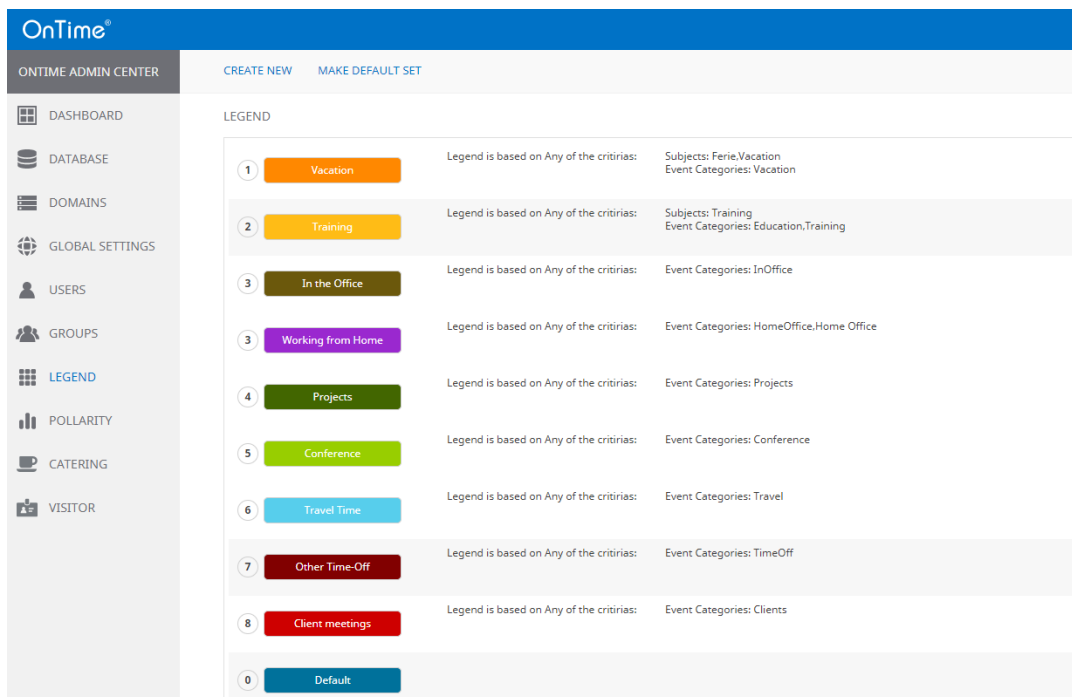 OnTime®
ONTIME ADMIN CENTER
CREATE NEW MAKE DEFAULT SET
DASHBOARD
DATABASE
DOMAINS
GLOBAL SETTINGS
USERS
GROUPS
LEGEND
POLLARITY
CATERING
VISITOR
LEGEND
1 Vacation Legend is based on Any of the critirias: Subjects: Ferie,Vacation
Event Categories: Vacation
2 Training Legend is based on Any of the critirias: Subjects: Training
Event Categories: Education,Training
3 In the Office Legend is based on Any of the critirias: Event Categories: InOffice
3 Working from Home Legend is based on Any of the critirias: Event Categories: HomeOffice,Home Office
4 Projects Legend is based on Any of the critirias: Event Categories: Projects
5 Conference Legend is based on Any of the critirias: Event Categories: Conference
6 Travel Time Legend is based on Any of the critirias: Event Categories: Travel
7 Other Time-Off Legend is based on Any of the critirias: Event Categories: TimeOff
8 Client meetings Legend is based on Any of the critirias: Event Categories: Clients
0 Default